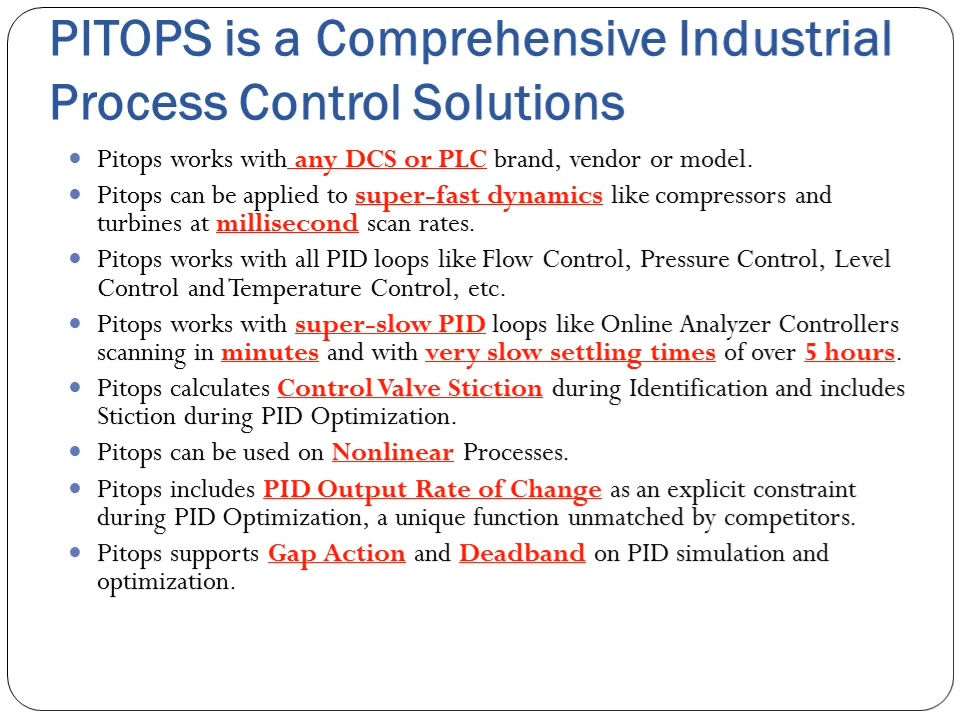 PITOPS is a Comprehensive Industrial
Process Control Solutions
• Pitops works with any DCS or PLC brand, vendor or model.
• Pitops can be applied to super-fast dynamics like compressors and
turbines at millisecond scan rates.
• Pitops works with all PID loops like Flow Control, Pressure Control, Level
Control and Temperature Control, etc.
• Pitops works with super-slow PID loops like Online Analyzer Controllers
scanning in minutes and with very slow settling times of over 5 hours.
• Pitops calculates Control Valve Stiction during Identification and includes
Stiction during PID Optimization.
• Pitops can be used on Nonlinear Processes.
• Pitops includes PID Output Rate of Change as an explicit constraint
during PID Optimization, a unique function unmatched by competitors.
• Pitops supports Gap Action and Deadband on PID simulation and
optimization.